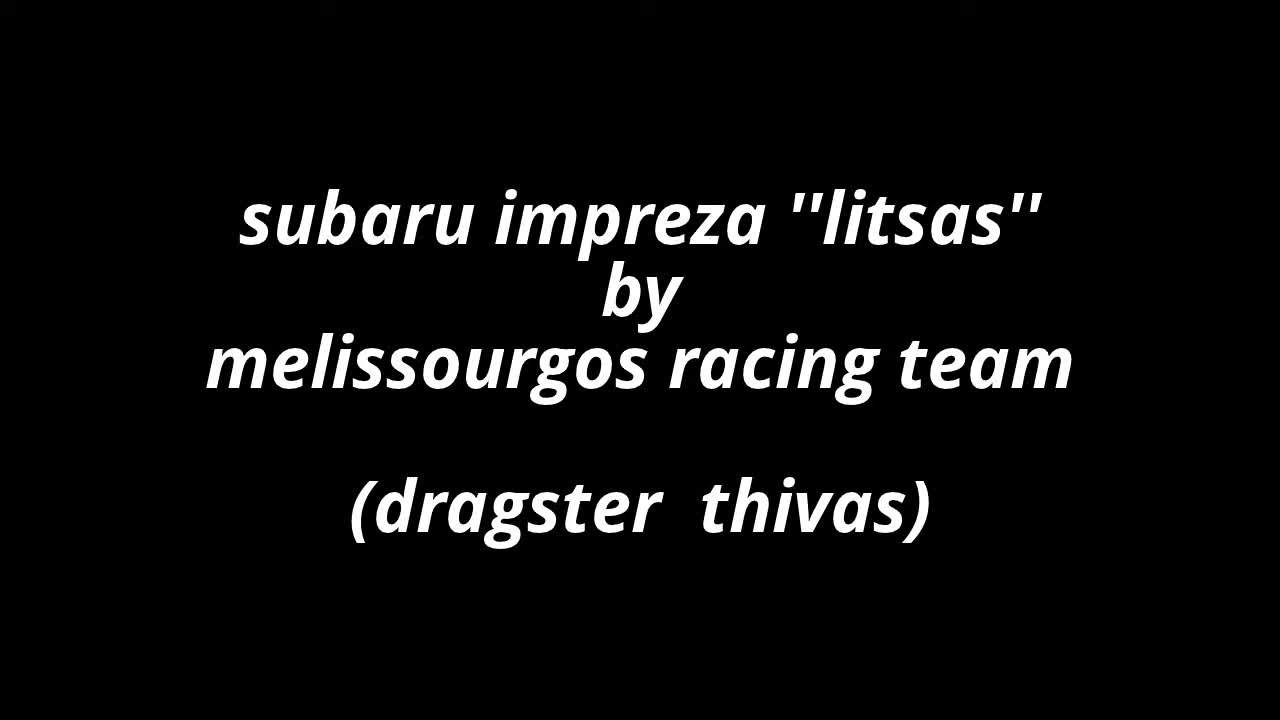 subaru impreza ''litsas''
by
melissourgos racing team
(dragster  thivas)